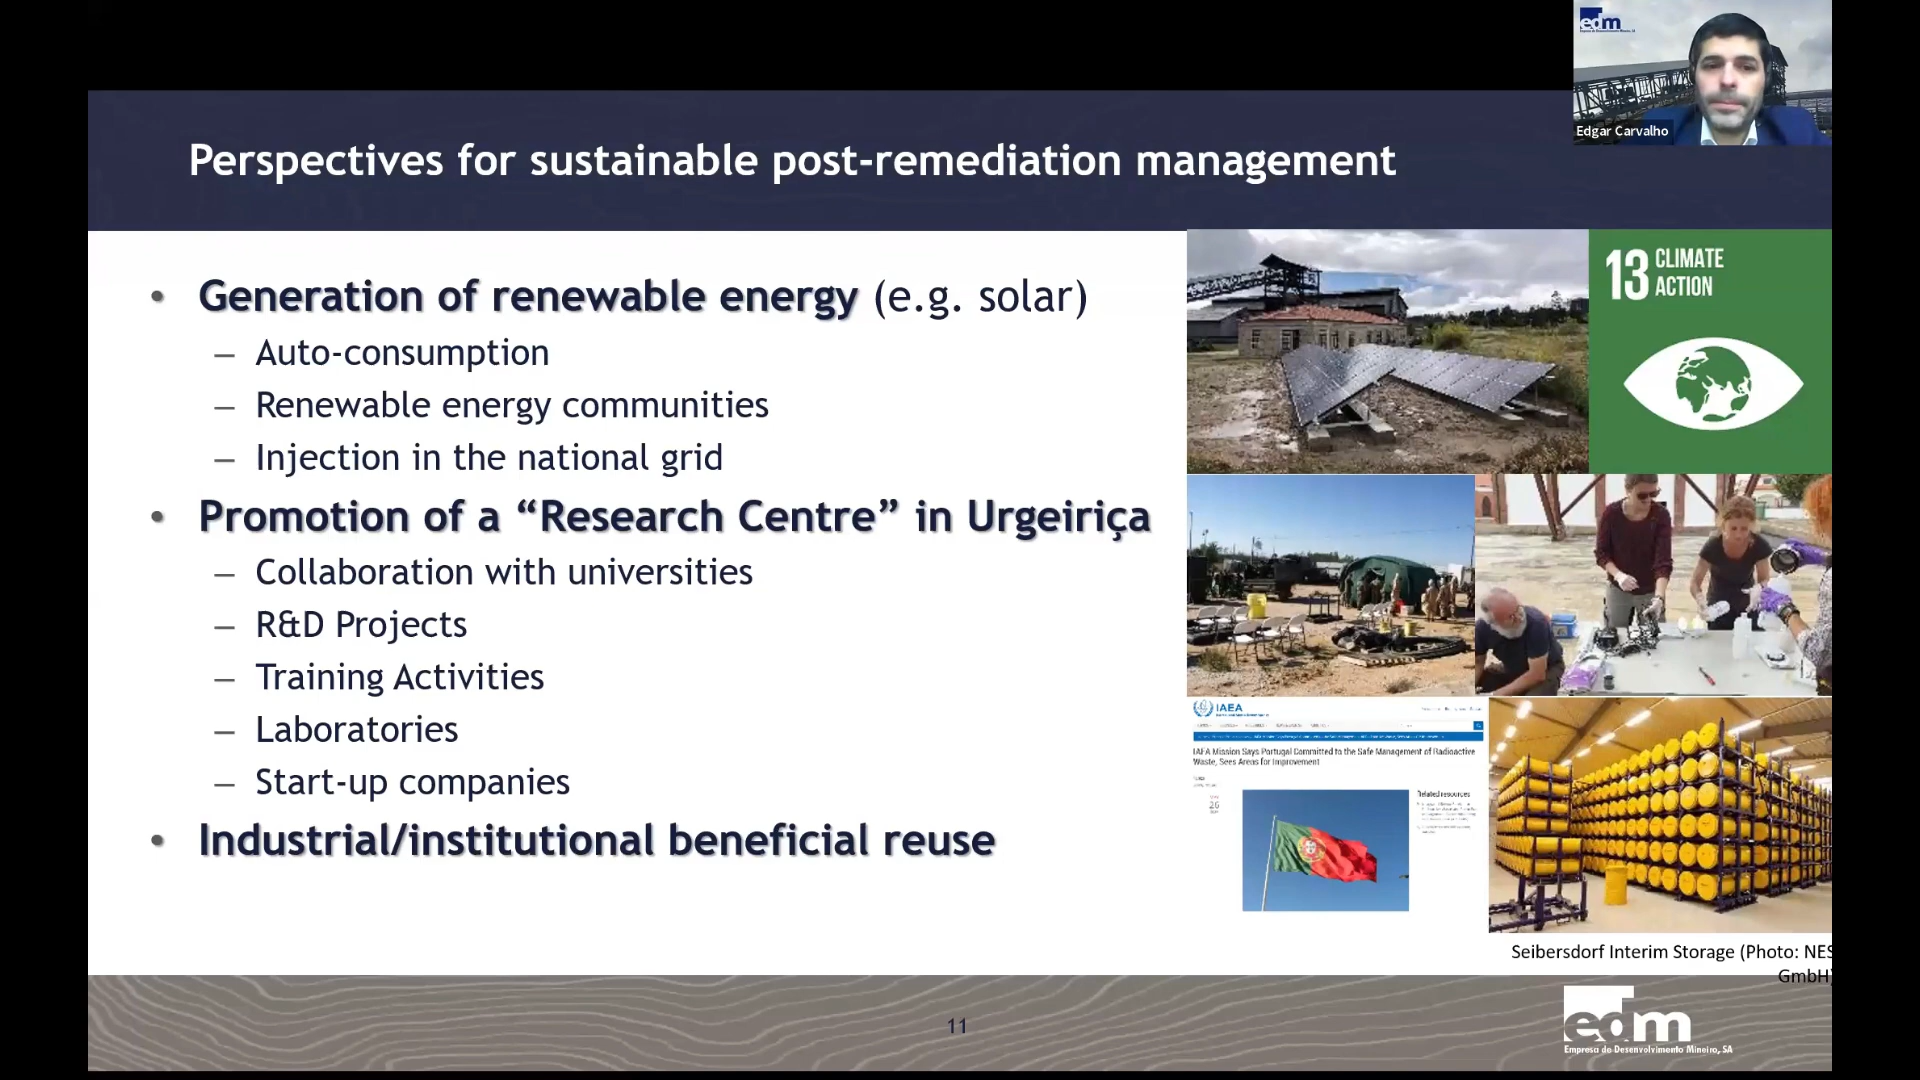 edm
Edgar Carvalho
Perspectives for sustainable post-remediation management
• Generation of renewable energy (e.g. solar)
– Auto-consumption
– Renewable energy communities
– Injection in the national grid
• Promotion of a “Research Centre” in Urgeiriça
– Collaboration with universities
– R&D Projects
– Training Activities
– Laboratories
– Start-up companies
• Industrial/institutional beneficial reuse
13 CLIMATE
ACTION
IAEA
IAEA Mission Says Portugal Committed to the Safe Management of Radioactive
Waste, Sees Areas for Improvement
26
Related resources
Seibersdorf Interim Storage (Photo: NES
GmbH)
11
edm
Empresa de Desenvolvimento Mineiro, SA